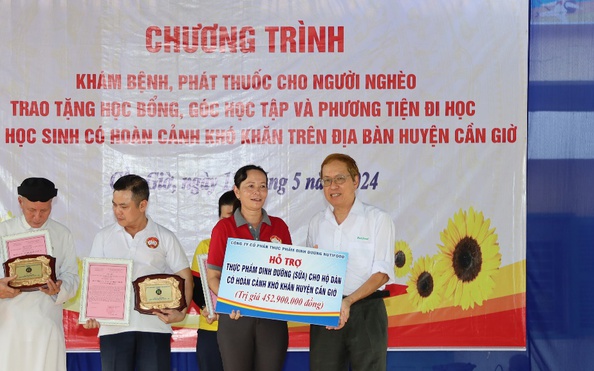 CHƯƠNG TRÌNH
KHÁM BỆNH, PHÁT THUỐC CHO NGƯỜI NGHÈO
TRAO TẶNG HỌC BỔNG, GÓC HỌC TẬP VÀ PHƯƠNG TIỆN ĐI HỌC
HỌC SINH CÓ HOÀN CẢNH KHÓ KHĂN TRÊN ĐỊA BÀN HUYỆN CẦN GIỜ
Giờ, ngày 5 năm 2024
CÔNG TY CỔ PHẦN THỰC PHẨM DINH DƯỠNG NUTIFOOD
HỖ TRỢ
THỰC PHẨM DINH DƯỠNG (SỮA) CHO HỘ DÂN
CÓ HOÀN CẢNH KHÓ KHĂN HUYỆN CẦN GIỜ
(Trị giá 452.900.000 đồng)